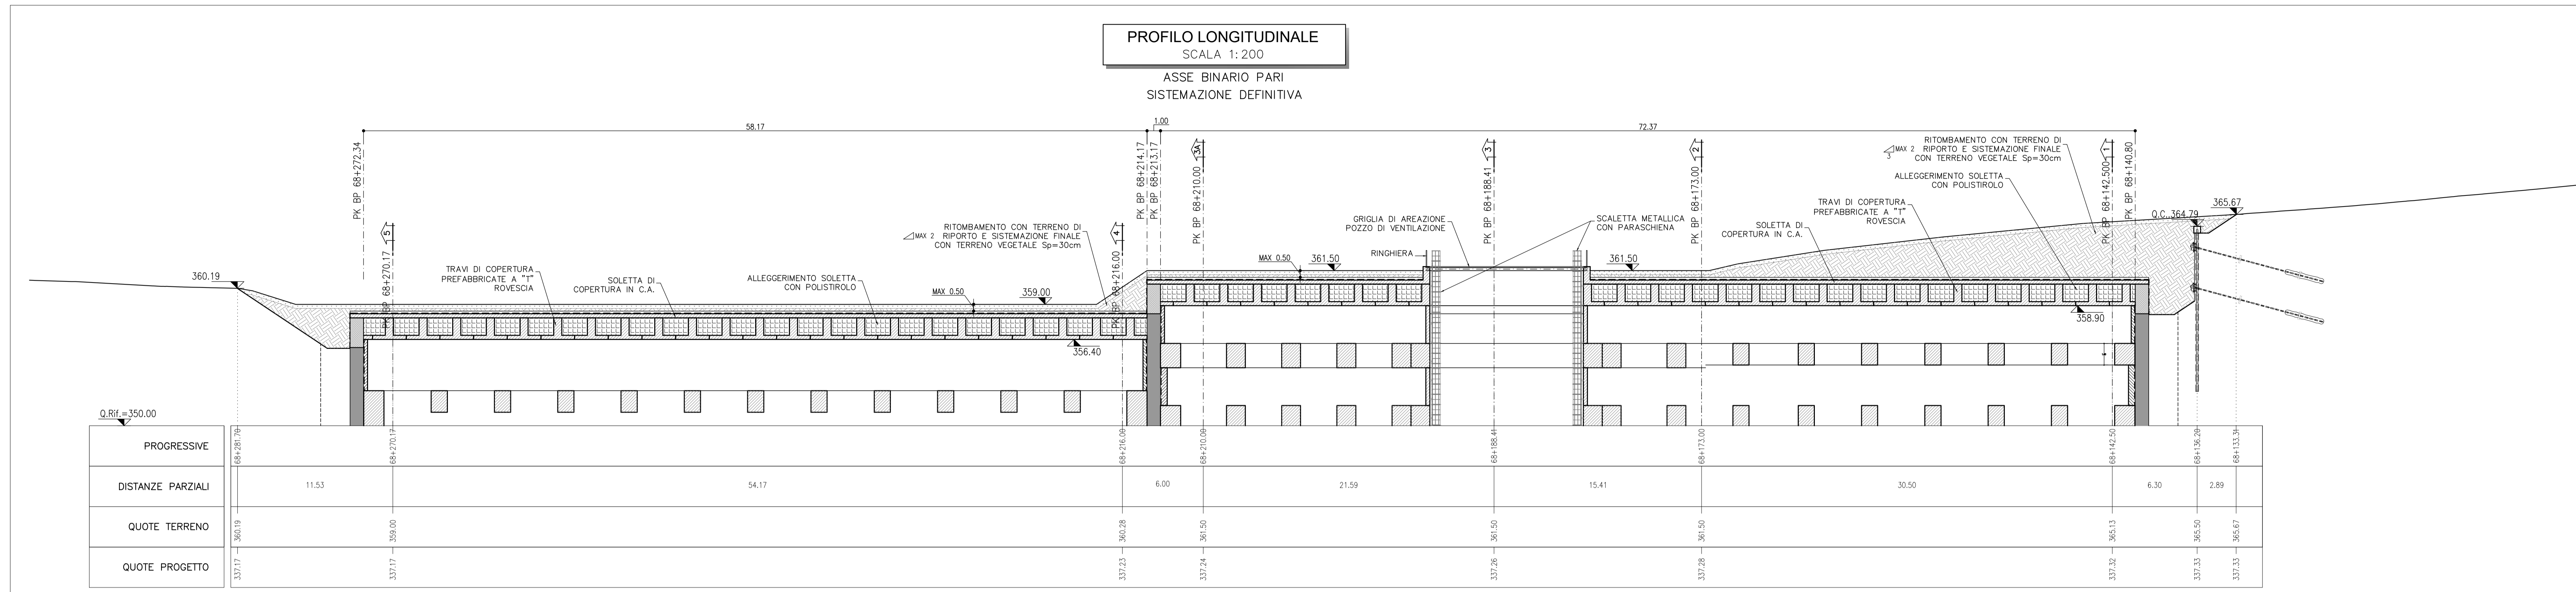 PROFILO LONGITUDINALE
SCALA 1:200
ASSE BINARIO PARI
SISTEMAZIONE DEFINITIVA
58.17
1.00
72.37
PK BP 68+272.34
PK BP 68+214.17
PK BP 68+213.17
PK BP 68+210.00
3A
PK BP 68+188.41
3
PK BP 68+173.00
2
PK BP 68+142.500
1
PK BP 68+140.80
PK BP 68+270.17
5
PK BP 68+216.00
4
RITOMBAMENTO CON TERRENO DI
MAX 2 RIPORTO E SISTEMAZIONE FINALE
3
CON TERRENO VEGETALE Sp=30cm
ALLEGGERIMENTO SOLETTA
CON POLISTIROLO
TRAVI DI COPERTURA
PREFABBRICATE A "T"
ROVESCIA
SOLETTA DI
COPERTURA IN C.A.
365.67
Q.C. 364.79
GRIGLIA DI AREAZIONE
POZZO DI VENTILAZIONE
SCALETTA METALLICA
CON PARASCHIENA
RINGHIERA
RITOMBAMENTO CON TERRENO DI
MAX 2 RIPORTO E SISTEMAZIONE FINALE
CON TERRENO VEGETALE Sp=30cm
MAX 0.50
361.50
361.50
360.19
TRAVI DI COPERTURA
PREFABBRICATE A "T"
ROVESCIA
SOLETTA DI
COPERTURA IN C.A.
ALLEGGERIMENTO SOLETTA
CON POLISTIROLO
MAX 0.50
359.00
358.90
356.40
Q.Rif.=350.00
PROGRESSIVE
68+281.70
68+270.17
68+216.00
68+210.00
68+188.41
68+173.00
68+142.50
68+136.20
68+133.31
DISTANZE PARZIALI
11.53
54.17
6.00
21.59
15.41
30.50
6.30
2.89
QUOTE TERRENO
360.19
359.00
360.28
361.50
361.50
361.50
365.13
365.50
365.67
QUOTE PROGETTO
337.17
337.17
337.23
337.24
337.26
337.28
337.32
337.33
337.33